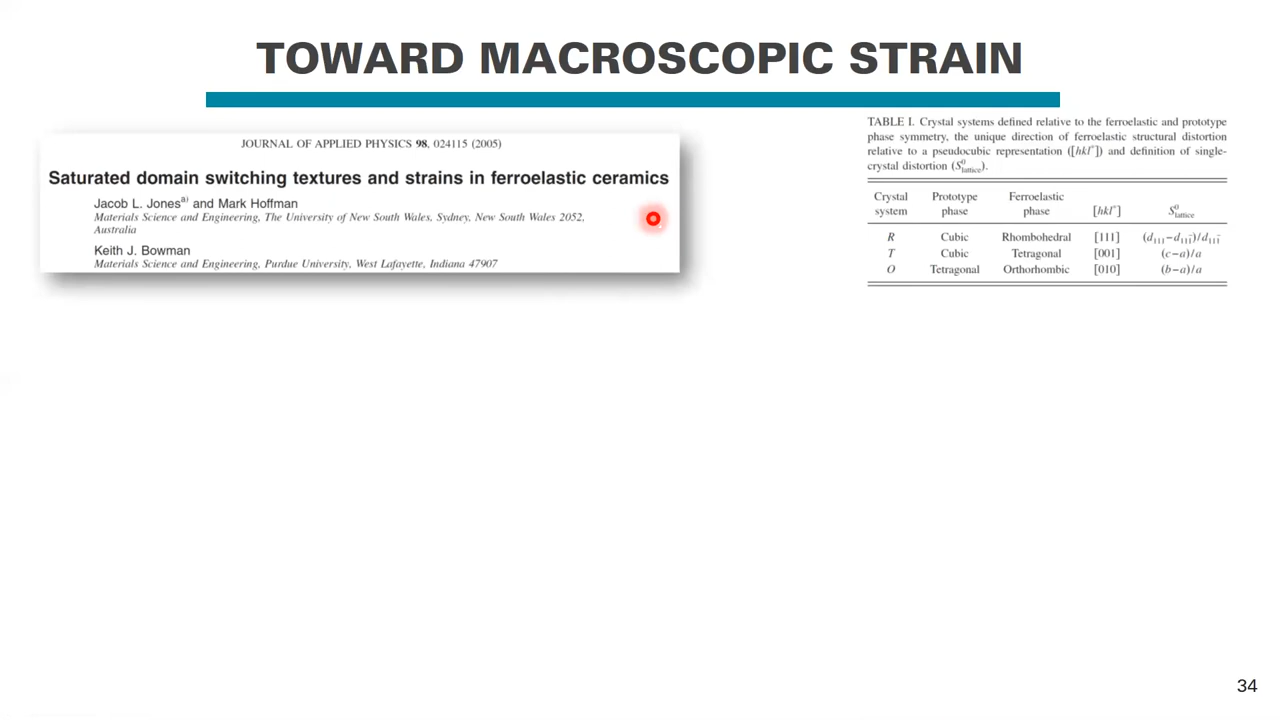 TOWARD MACROSCOPIC STRAIN
JOURNAL OF APPLIED PHYSICS 98, 024115 (2005)
Saturated domain switching textures and strains in ferroelastic ceramics
Jacob L. Jonesa) and Mark Hoffman
Materials Science and Engineering, The University of New South Wales, Sydney, New South Wales 2052,
Australia
Keith J. Bowman
Materials Science and Engineering, Purdue University, West Lafayette, Indiana 47907
TABLE I. Crystal systems defined relative to the ferroelastic and prototype
phase symmetry, the unique direction of ferroelastic structural distortion
relative to a pseudocubic representation ([hkl*]) and definition of single-
crystal distortion (S⁰lattice).
Crystal system Prototype phase Ferroelastic phase [hkl*] S⁰lattice
R Cubic Rhombohedral [111] (d₁₁₁−d₁₁₁̄)/d₁₁₁̄
T Cubic Tetragonal [001] (c−a)/a
O Tetragonal Orthorhombic [010] (b−a)/a
34